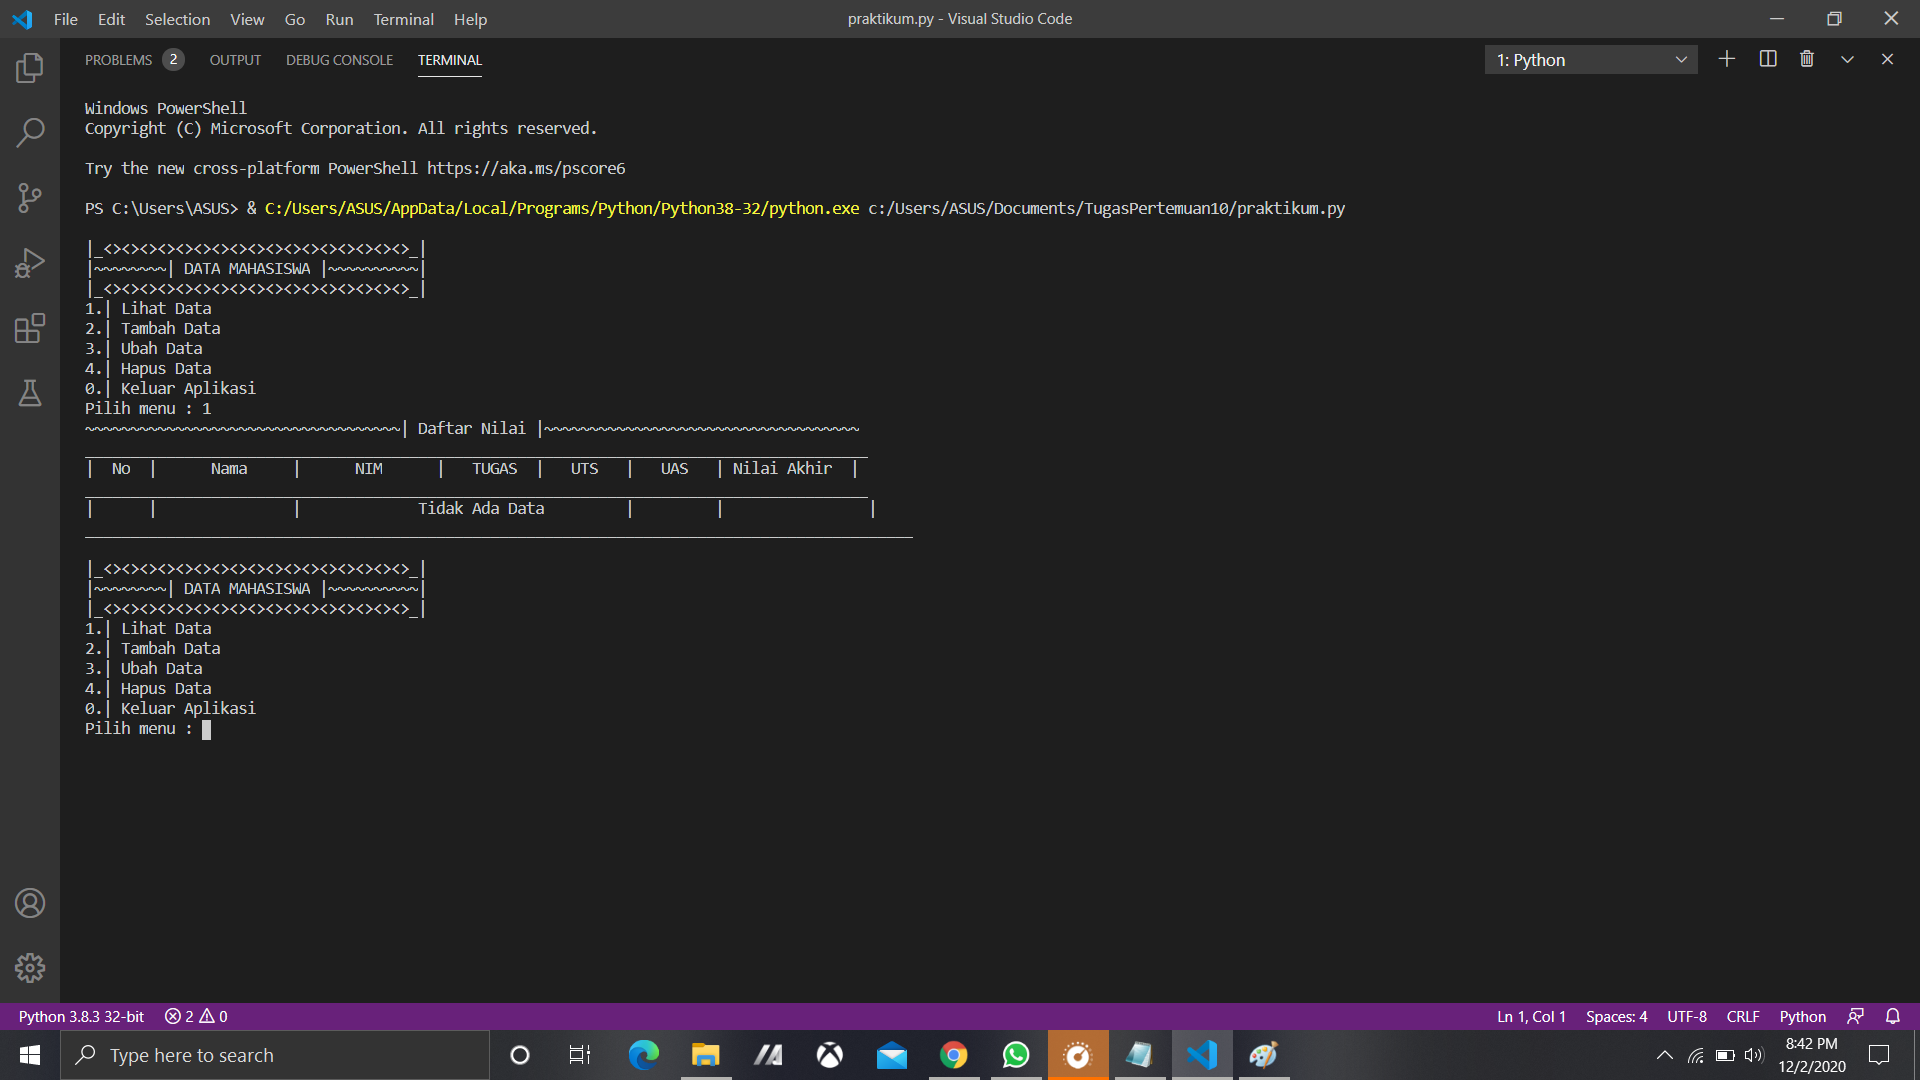 File Edit Selection View Go Run Terminal Help praktikum.py - Visual Studio Code
PROBLEMS 2 OUTPUT DEBUG CONSOLE TERMINAL 1: Python
Windows PowerShell
Copyright (C) Microsoft Corporation. All rights reserved.
Try the new cross-platform PowerShell https://aka.ms/pscore6
PS C:\Users\ASUS> & C:/Users/ASUS/AppData/Local/Programs/Python/Python38-32/python.exe c:/Users/ASUS/Documents/TugasPertemuan10/praktikum.py
|_<><><><><><><><><><><><><><><><><>_|
|~~~~~~~~| DATA MAHASISWA |~~~~~~~~~~|
|_<><><><><><><><><><><><><><><><><>_|
1.| Lihat Data
2.| Tambah Data
3.| Ubah Data
4.| Hapus Data
0.| Keluar Aplikasi
Pilih menu : 1
~~~~~~~~~~~~~~~~~~~~~~~~~~~~~~~~~~~| Daftar Nilai |~~~~~~~~~~~~~~~~~~~~~~~~~~~~~~~~~~~
_______________________________________________________________________________________
|  No  |      Nama     |      NIM      |   TUGAS  |   UTS   |   UAS   | Nilai Akhir  |
_______________________________________________________________________________________
|      |               |             Tidak Ada Data         |         |                |
____________________________________________________________________________________________
|_<><><><><><><><><><><><><><><><><>_|
|~~~~~~~~| DATA MAHASISWA |~~~~~~~~~~|
|_<><><><><><><><><><><><><><><><><>_|
1.| Lihat Data
2.| Tambah Data
3.| Ubah Data
4.| Hapus Data
0.| Keluar Aplikasi
Pilih menu :
Python 3.8.3 32-bit 2 0 Ln 1, Col 1 Spaces: 4 UTF-8 CRLF Python
Type here to search
8:42 PM
12/2/2020